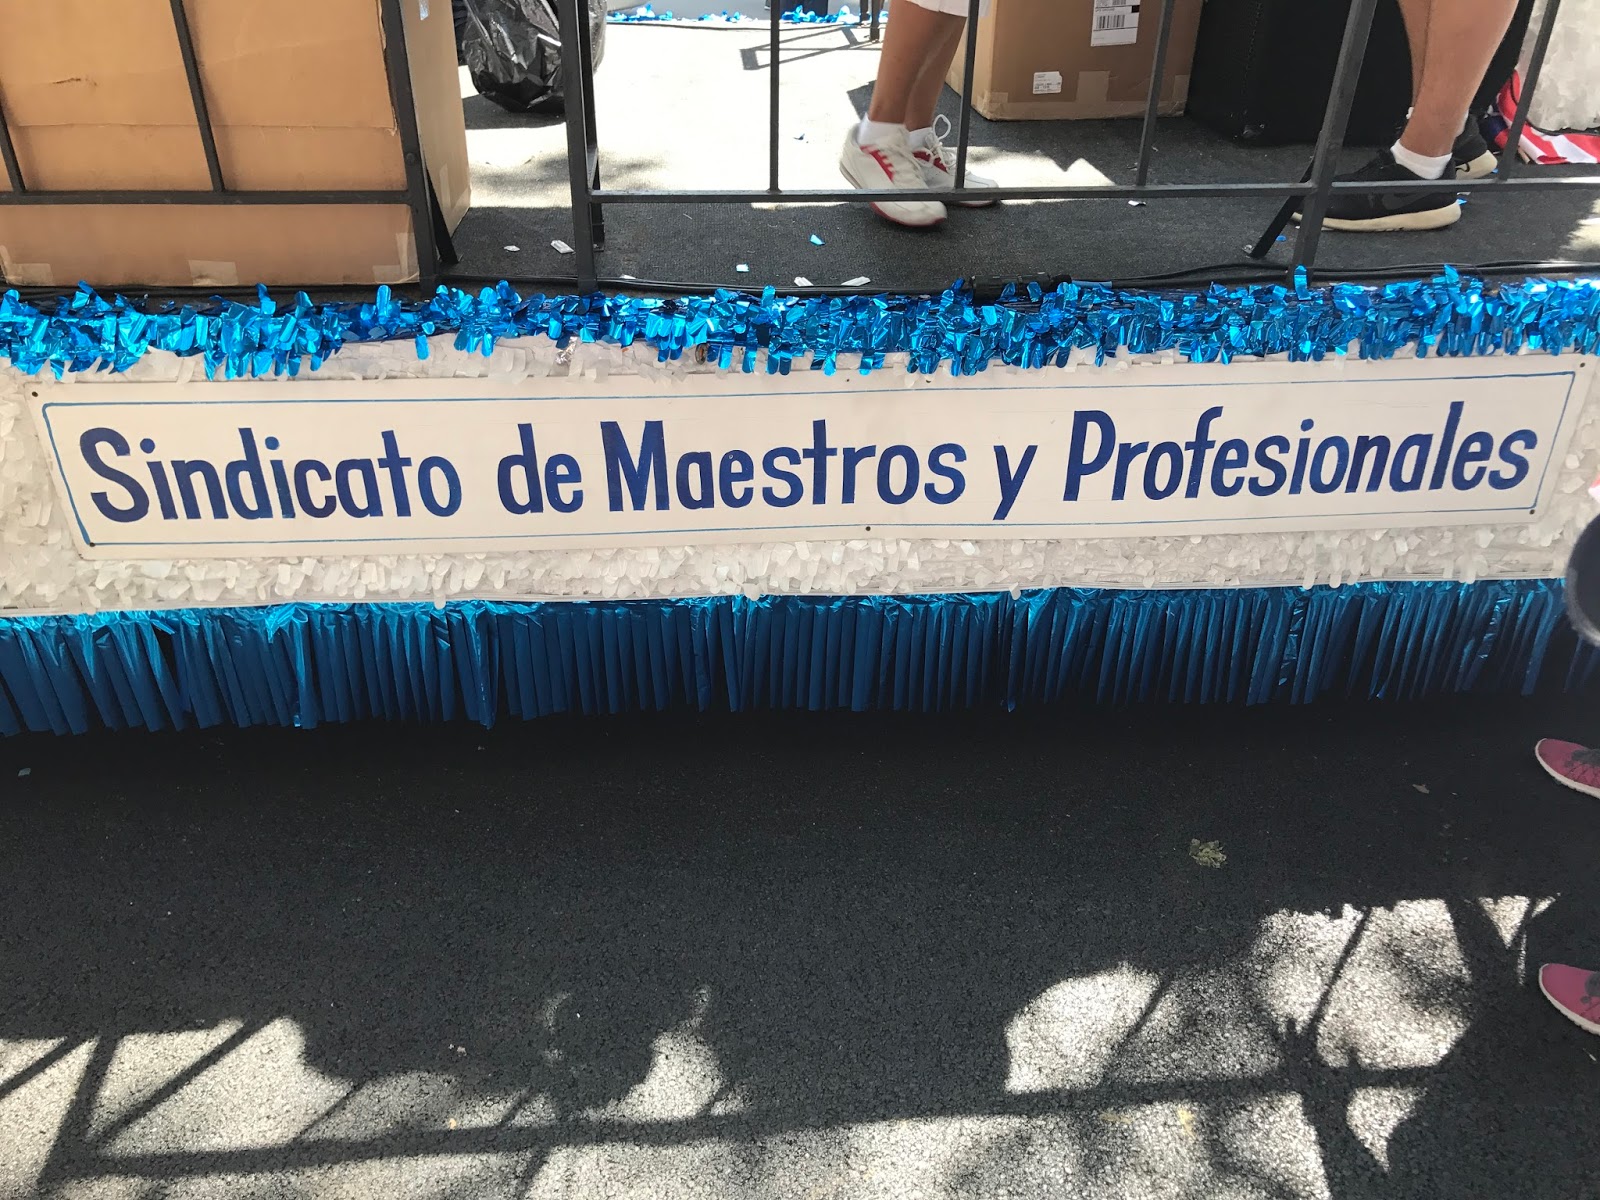 Sindicato de Maestros y Profesionales